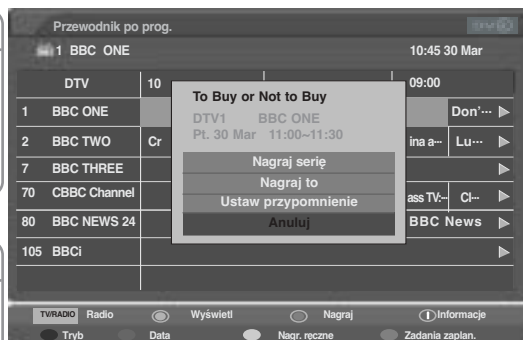 Przewodnik po prog.
1 BBC ONE 10:45 30 Mar
DTV 10 09:00
1 BBC ONE Don'···
2 BBC TWO Cr ina a··· Lu···
7 BBC THREE
70 CBBC Channel ass TV:·· Cl···
80 BBC NEWS 24 BBC News
105 BBCi
To Buy or Not to Buy
DTV1 BBC ONE
Pt. 30 Mar 11:00~11:30
Nagraj serię
Nagraj to
Ustaw przypomnienie
Anuluj
TV/RADIO Radio Wyświetl Nagraj Informacje
Tryb Data Nagr. ręczne Zadania zaplan.